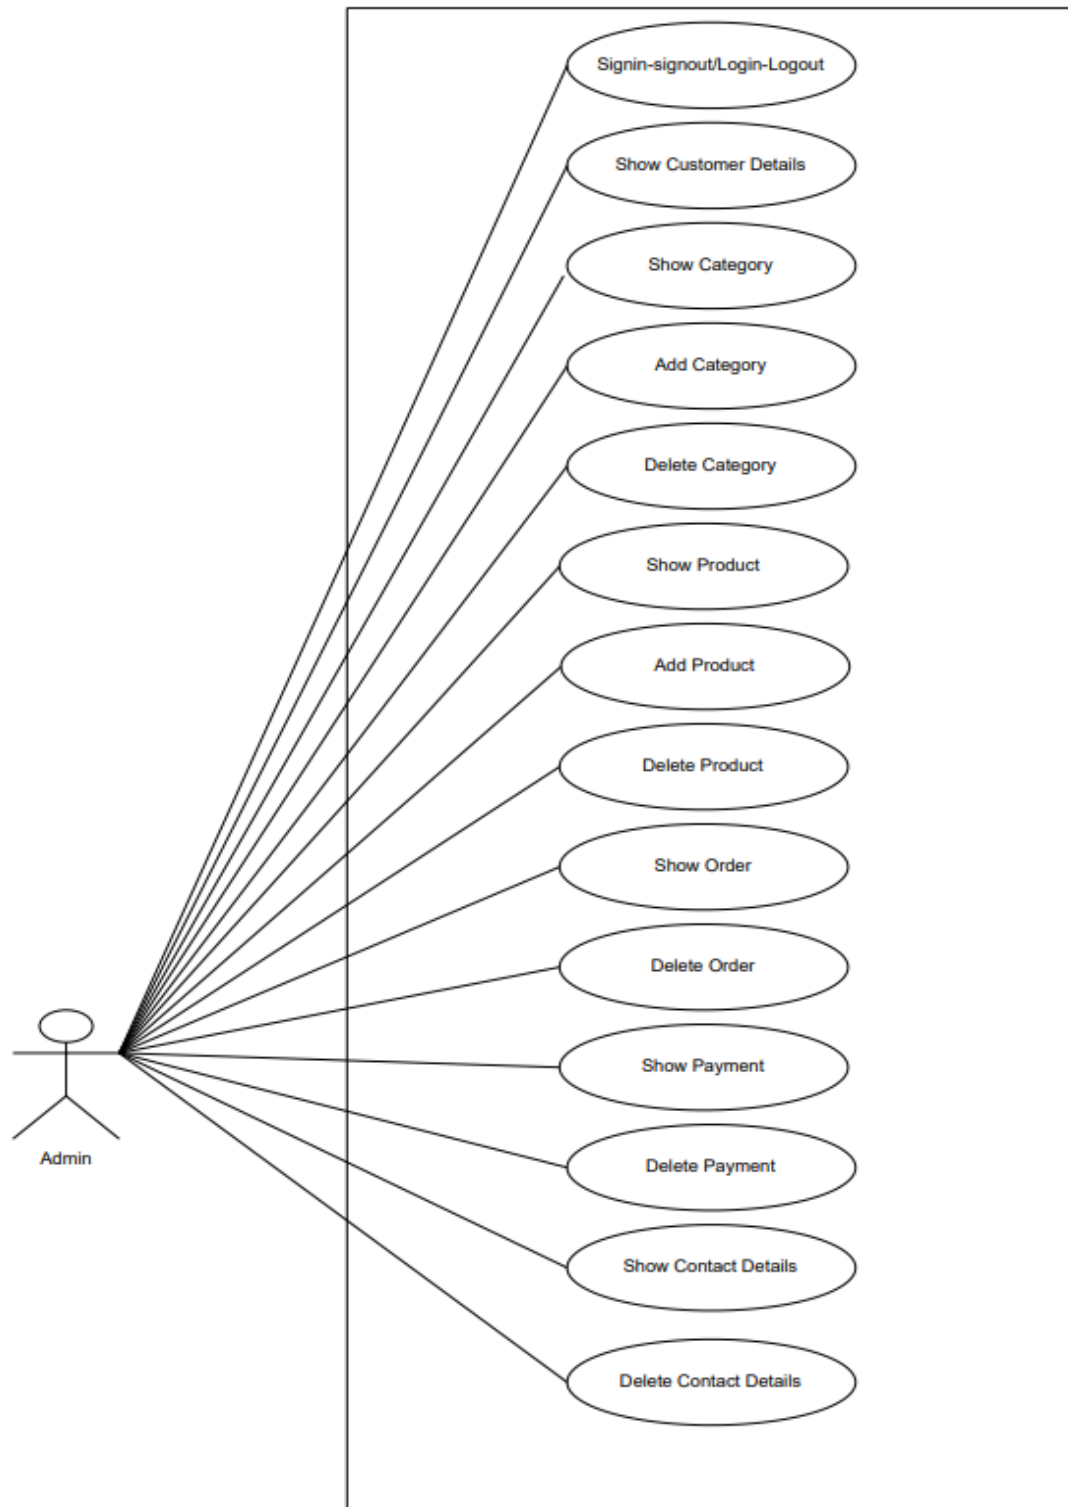 Signin-signout/Login-Logout
Show Customer Details
Show Category
Add Category
Delete Category
Show Product
Add Product
Delete Product
Show Order
Delete Order
Show Payment
Admin
Delete Payment
Show Contact Details
Delete Contact Details